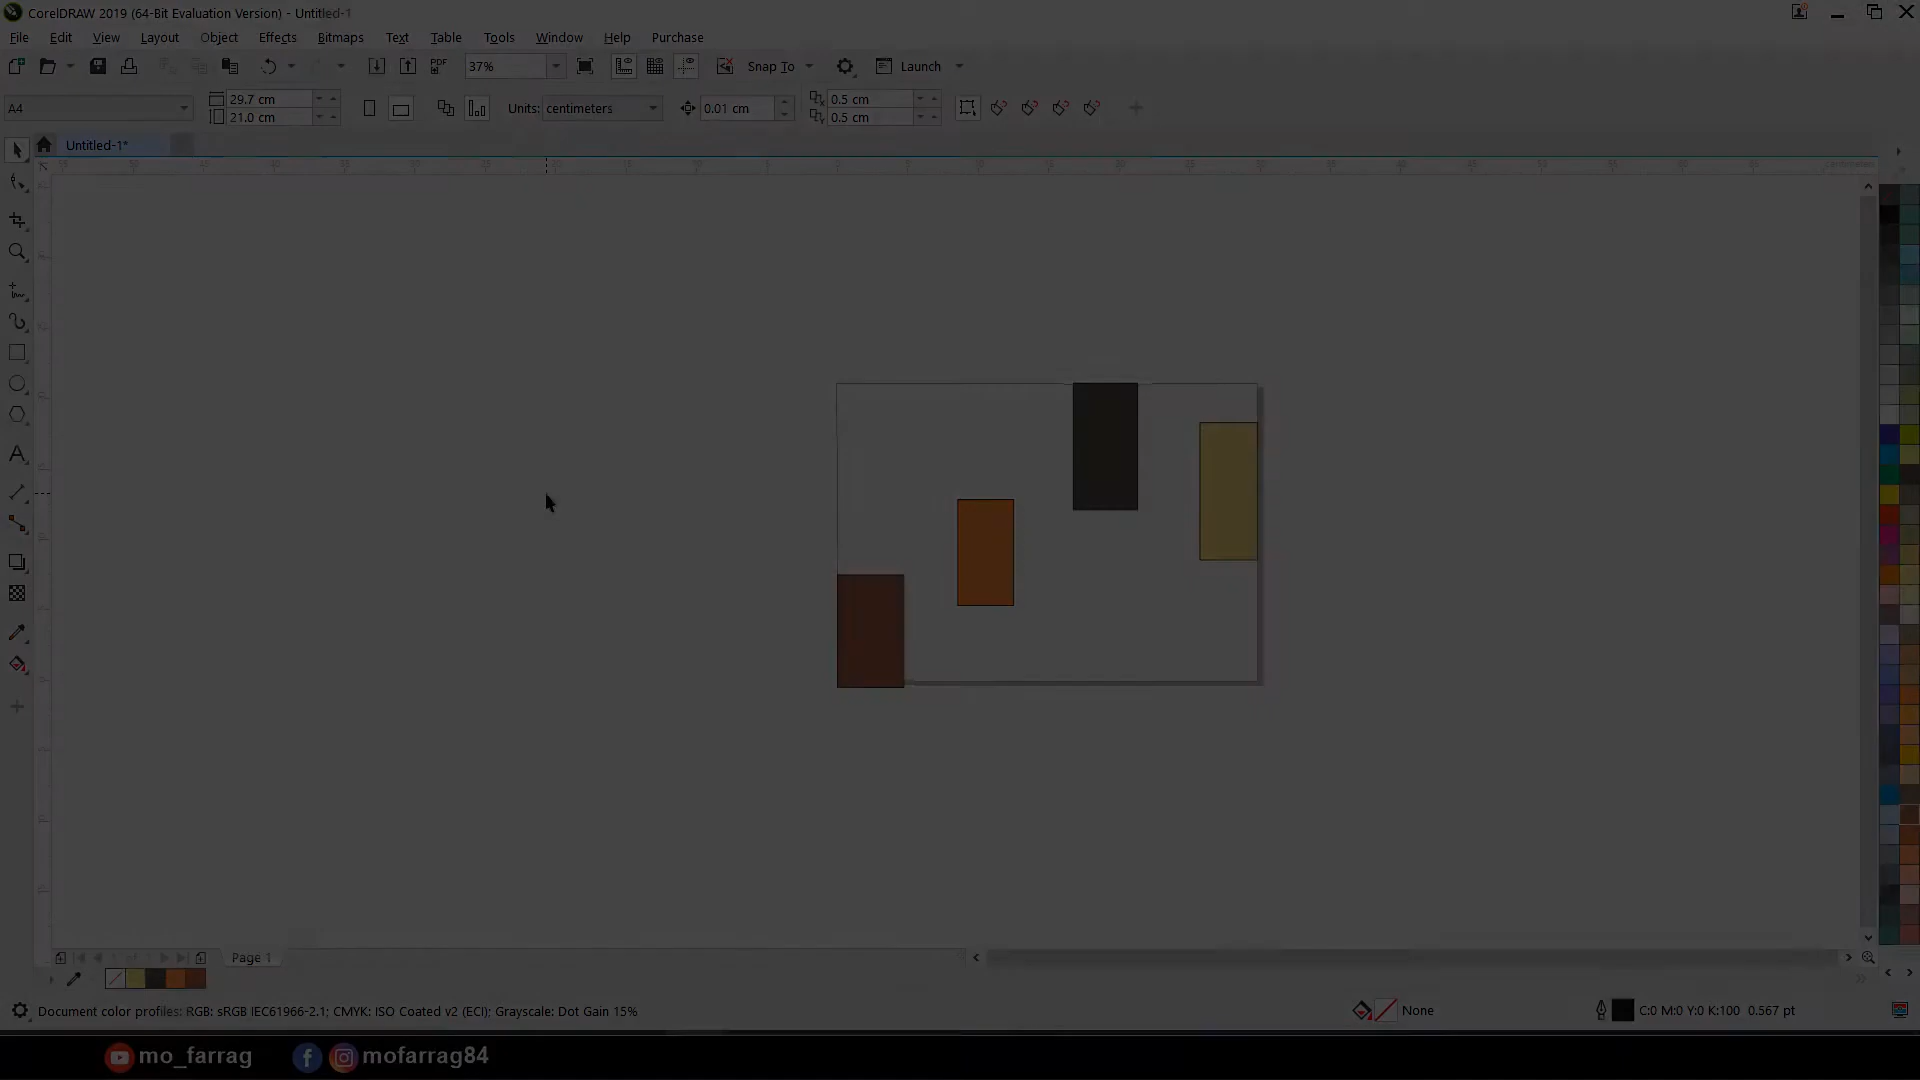 CorelDRAW 2019 (64-Bit Evaluation Version) - Untitled-1
File Edit View Layout Object Effects Bitmaps Text Table Tools Window Help Purchase
PDF 37% Snap To Launch
A4 29.7 cm 21.0 cm Units: centimeters 0.01 cm 0.5 cm 0.5 cm
Untitled-1*
Page 1
Document color profiles: RGB: sRGB IEC61966-2.1; CMYK: ISO Coated v2 (ECI); Grayscale: Dot Gain 15% None C:0 M:0 Y:0 K:100 0.567 pt
mo_farrag mofarrag84